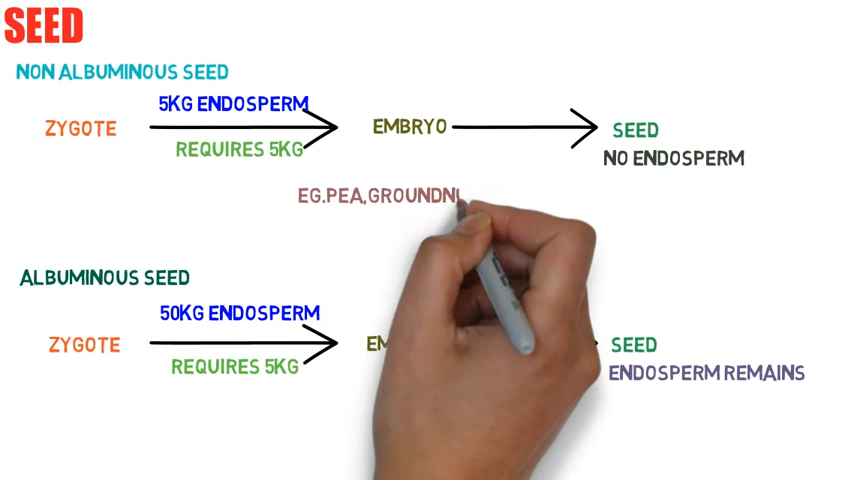 SEED
NON ALBUMINOUS SEED
5KG ENDOSPERM
ZYGOTE
REQUIRES 5KG
EMBRYO
SEED
NO ENDOSPERM
EG.PEA,
ALBUMINOUS SEED
50KG ENDOSPERM
ZYGOTE
REQUIRES 5KG
SEED
ENDOSPERM REMAINS